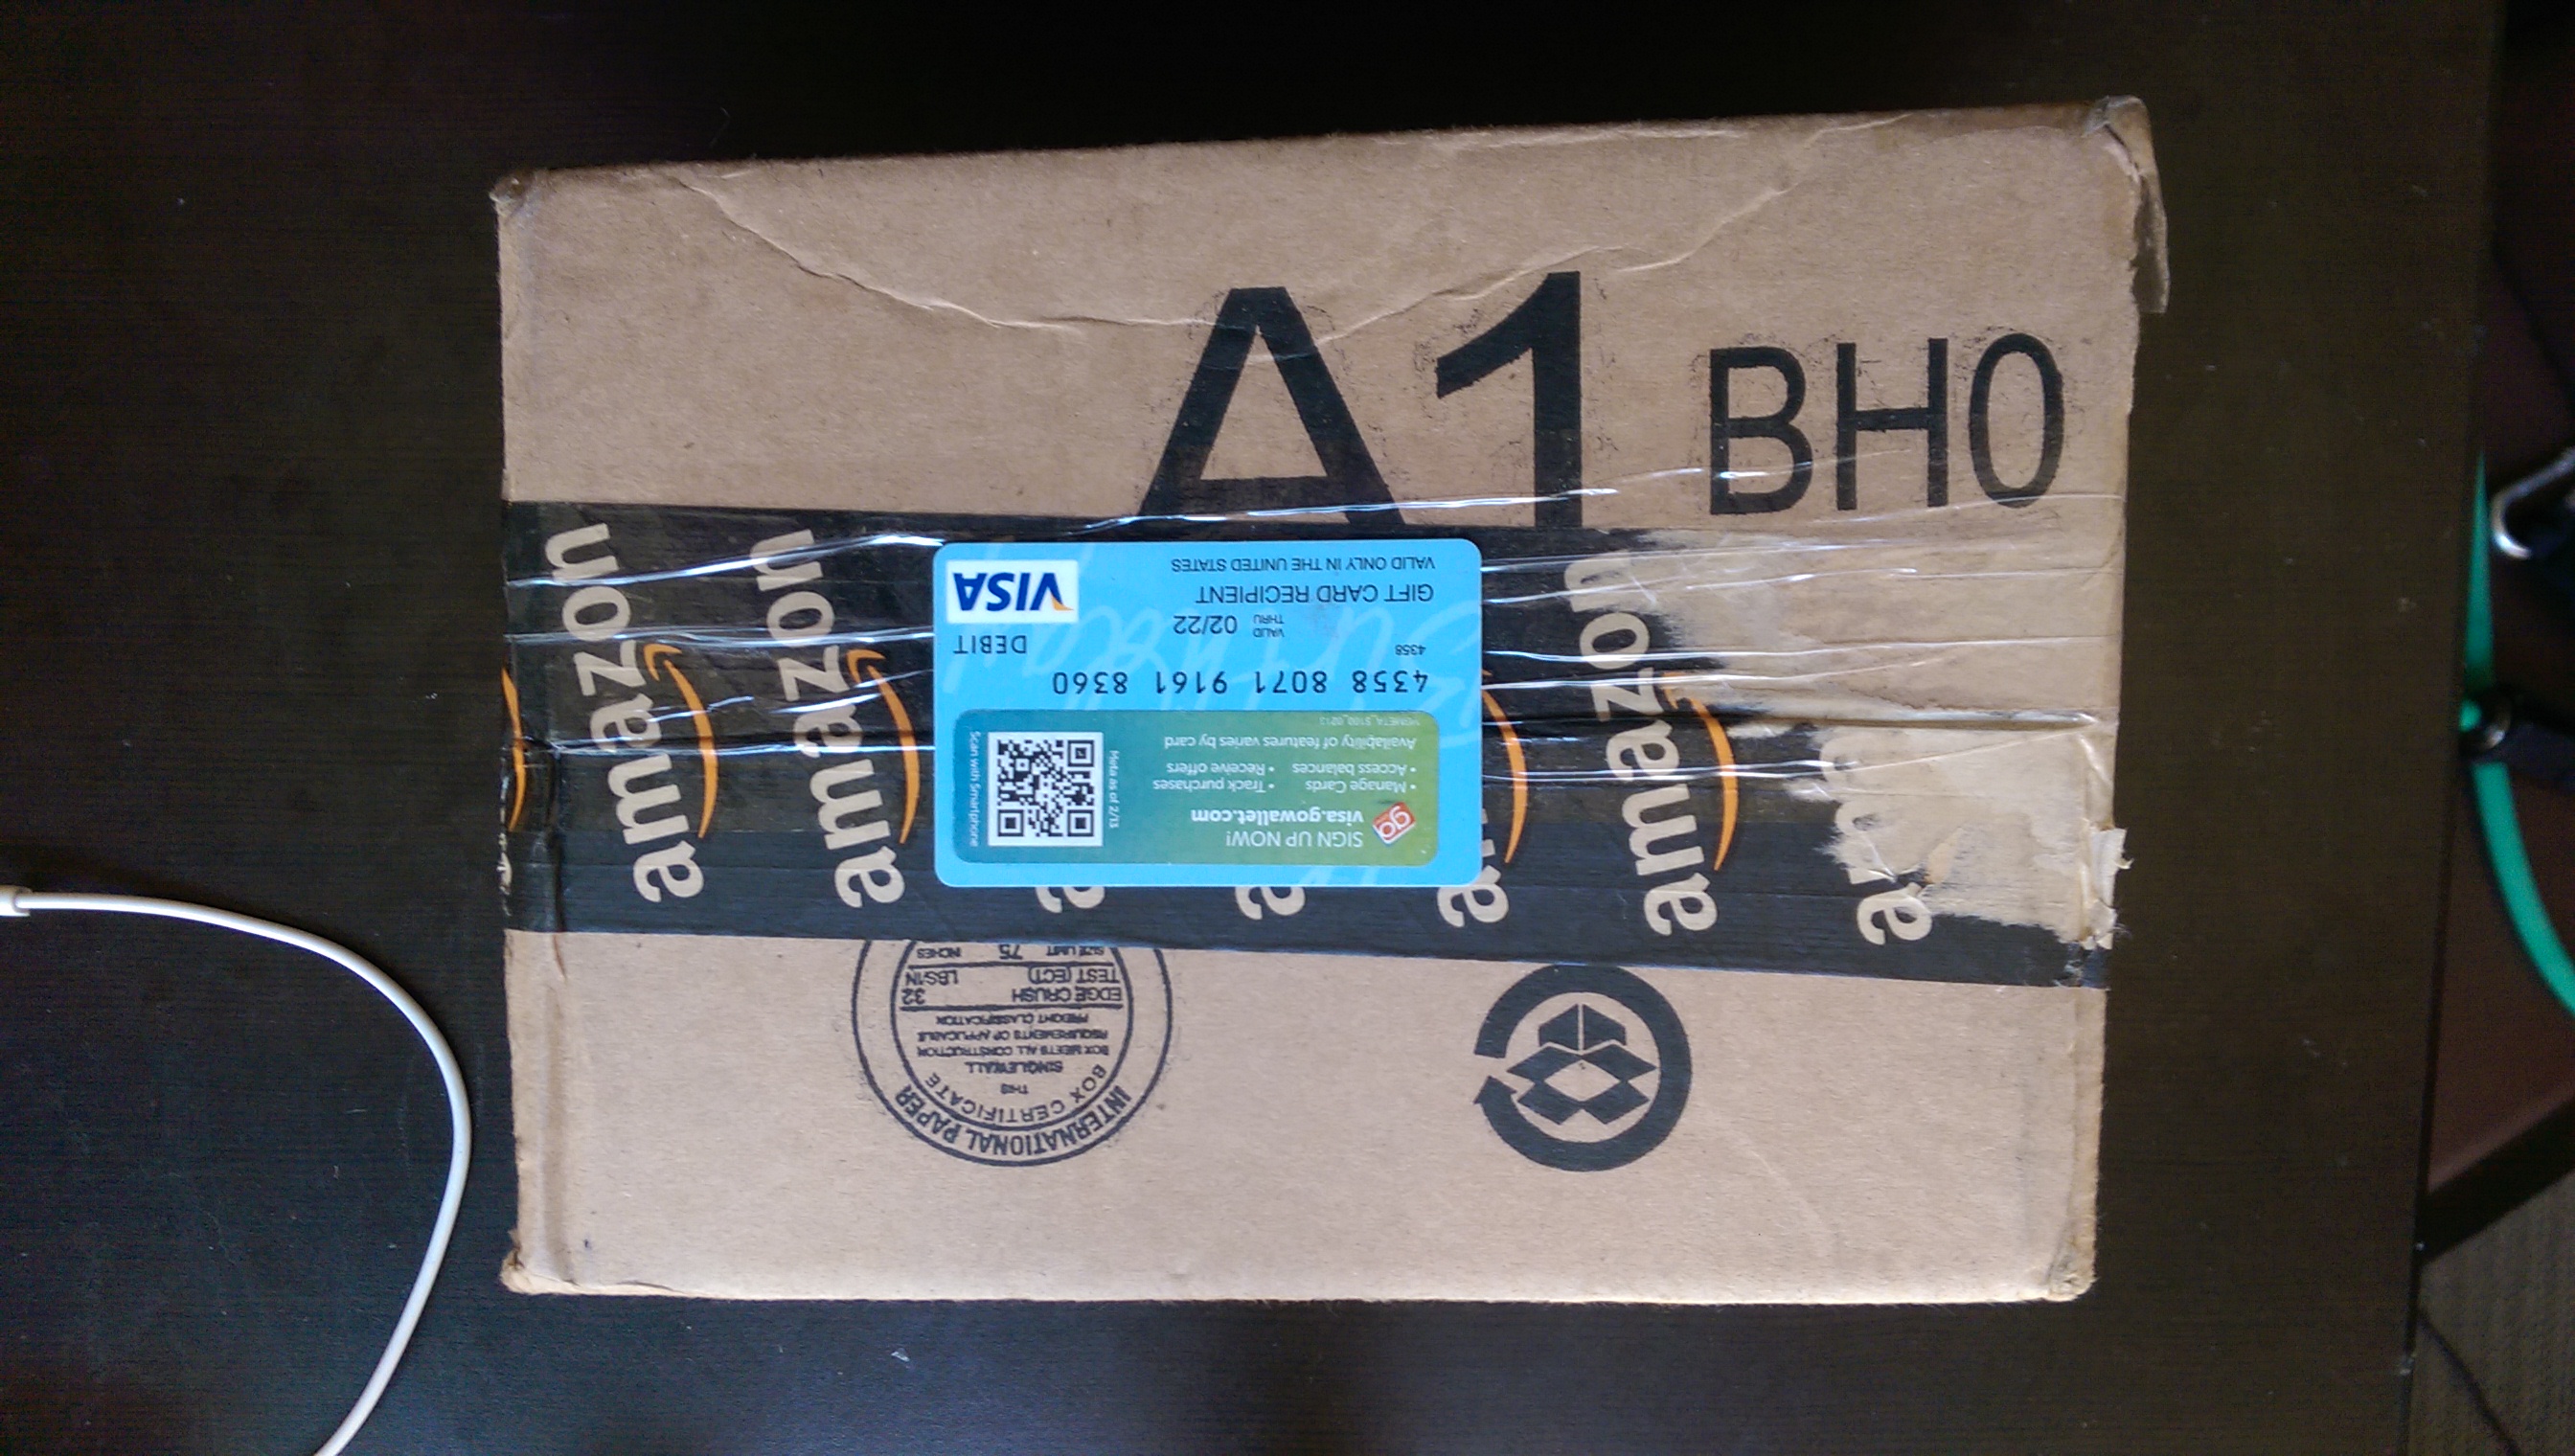 A1 BH0
amazon
amazon
amazon
am
VISA
VALID ONLY IN THE UNITED STATES
GIFT CARD RECIPIENT
VALID THRU 02/22
4358
DEBIT
4358 8071 9161 8360
Availability of features varies by card
• Access balances • Receive offers
• Manage Cards • Track purchases
go visa.gowallet.com
SIGN UP NOW!
Scan with Smartphone
SIZE LIMIT 75 INCHES
EDGE CRUSH TEST (ECT) 32 LBS/IN
REQUIREMENTS OF APPLICABLE
FREIGHT CLASSIFICATION
BOX MEETS ALL CONSTRUCTION
SINGLEWALL
THIS
BOX CERTIFICATE
INTERNATIONAL PAPER